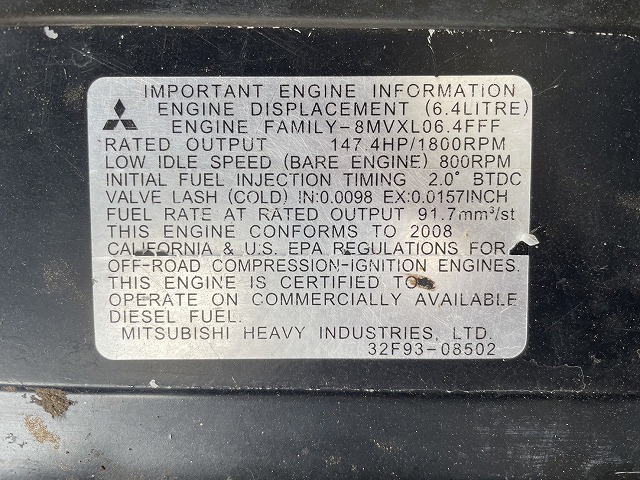 IMPORTANT ENGINE INFORMATION
ENGINE DISPLACEMENT (6.4LITRE)
ENGINE FAMILY-8MVXL06.4FFF
RATED OUTPUT 147.4HP/1800RPM
LOW IDLE SPEED (BARE ENGINE) 800RPM
INITIAL FUEL INJECTION TIMING 2.0° BTDC
VALVE LASH (COLD) IN:0.0098 EX:0.0157INCH
FUEL RATE AT RATED OUTPUT 91.7mm³/st
THIS ENGINE CONFORMS TO 2008
CALIFORNIA & U.S. EPA REGULATIONS FOR
OFF-ROAD COMPRESSION-IGNITION ENGINES.
THIS ENGINE IS CERTIFIED TO
OPERATE ON COMMERCIALLY AVAILABLE
DIESEL FUEL.
MITSUBISHI HEAVY INDUSTRIES, LTD.
32F93-08502